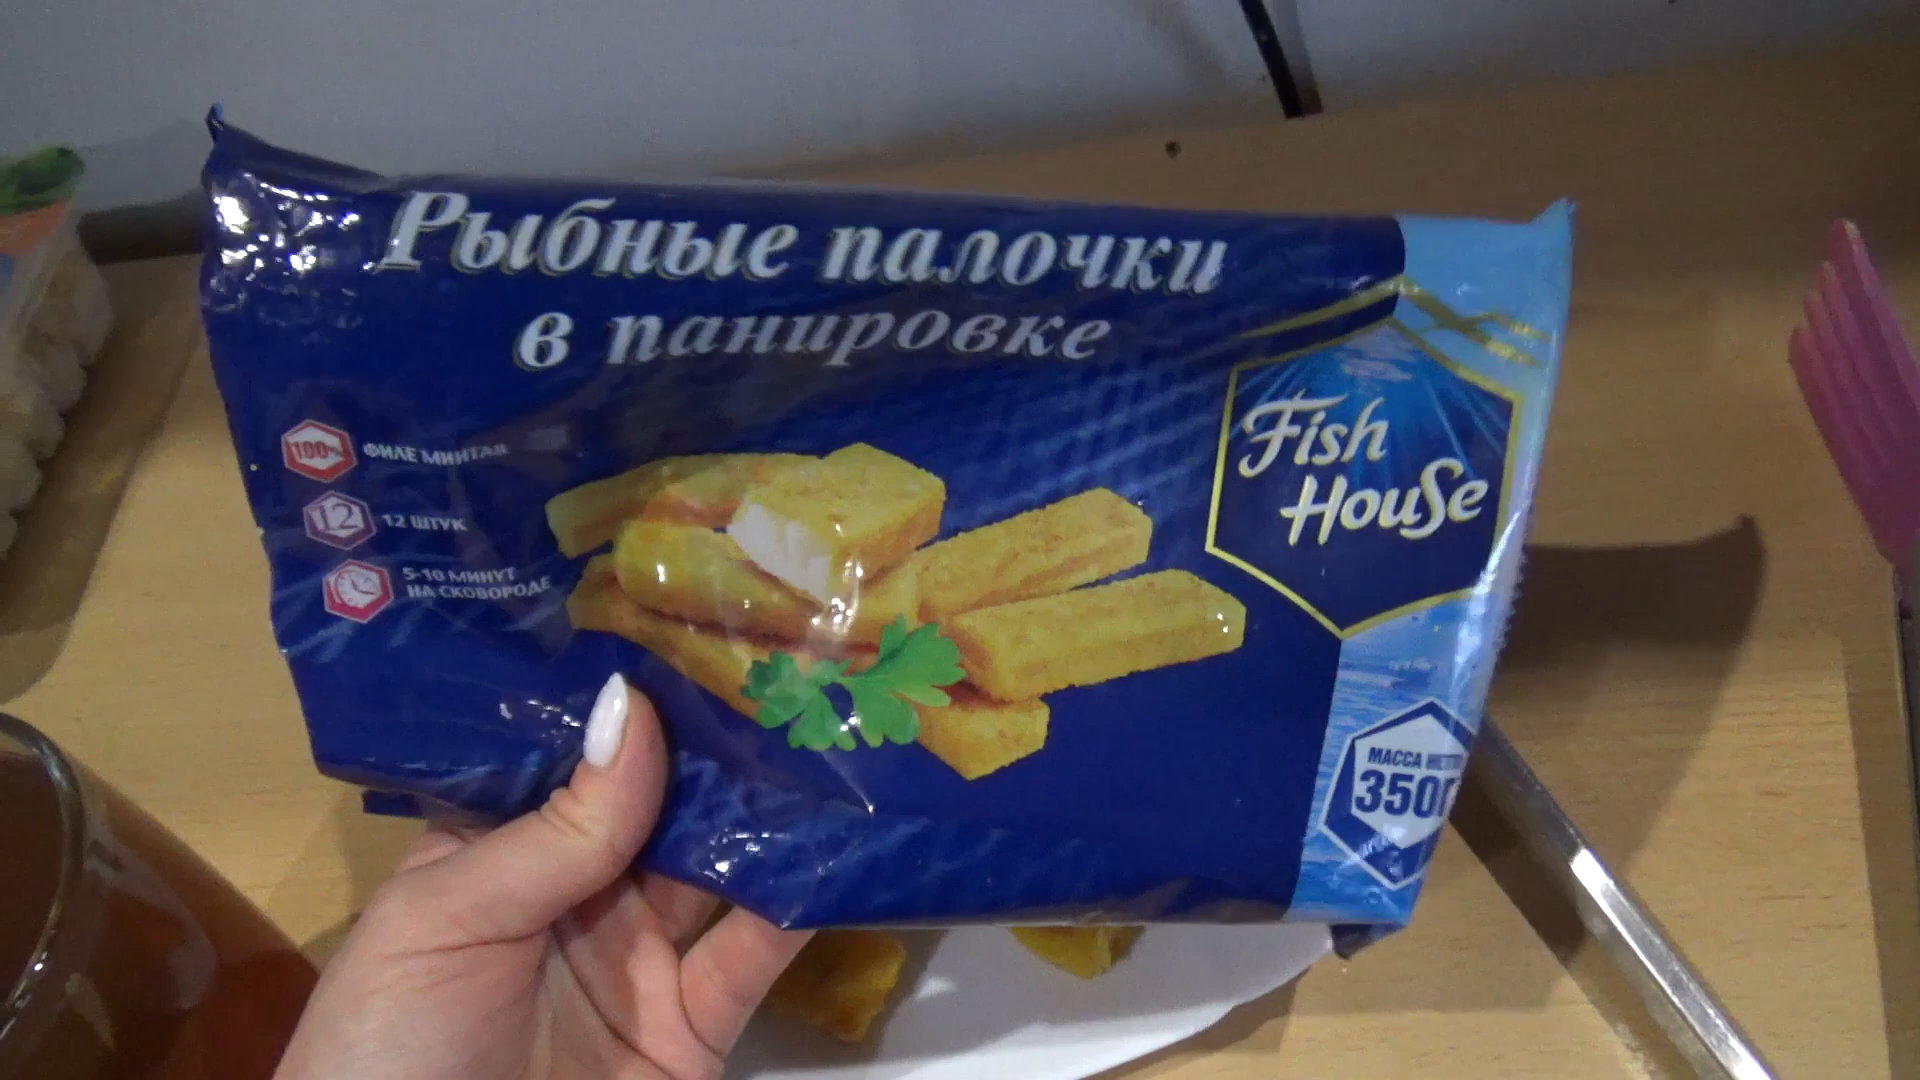 Рыбные палочки
в панировке
100%
ФИЛЕ МИНТАЯ
12
12 ШТУК
5-10 МИНУТ
НА СКОВОРОДЕ
Fish
House
МАССА НЕТТО
350Г